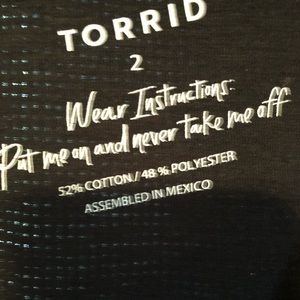 TORRID
2
Wear Instructions:
Put me on and never take me off
52% COTTON / 48% POLYESTER
ASSEMBLED IN MEXICO